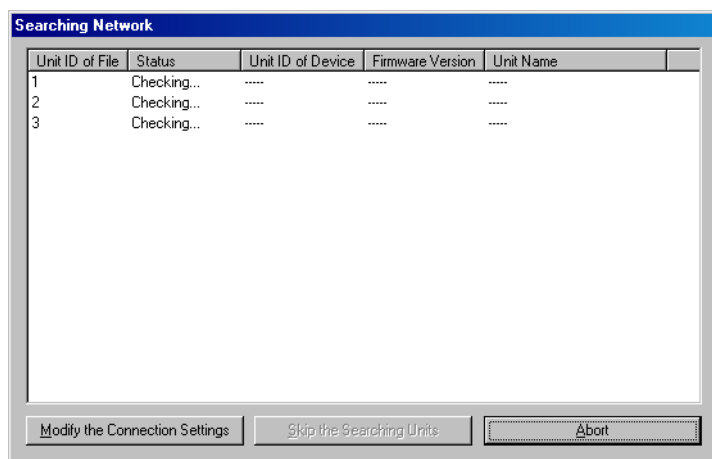 Searching Network
Unit ID of File Status Unit ID of Device Firmware Version Unit Name
1 Checking... ----- ----- -----
2 Checking... ----- ----- -----
3 Checking... ----- ----- -----
Modify the Connection Settings Skip the Searching Units Abort